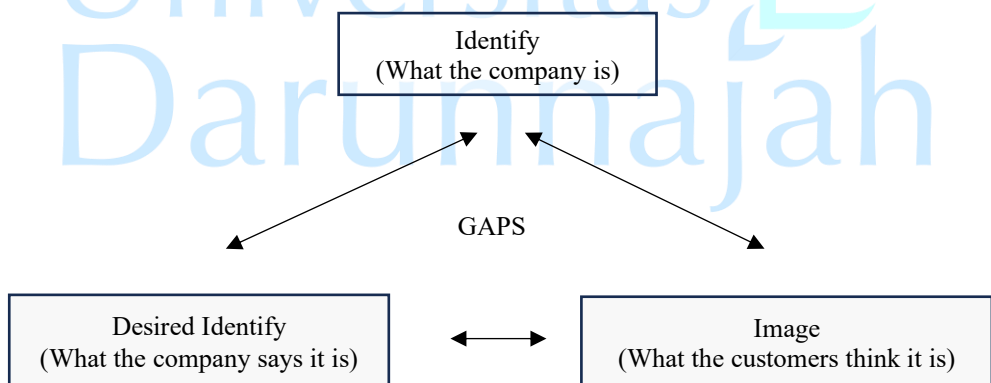 Universitas
Darunnajah
Identify
(What the company is)
GAPS
Desired Identify
(What the company says it is)
Image
(What the customers think it is)